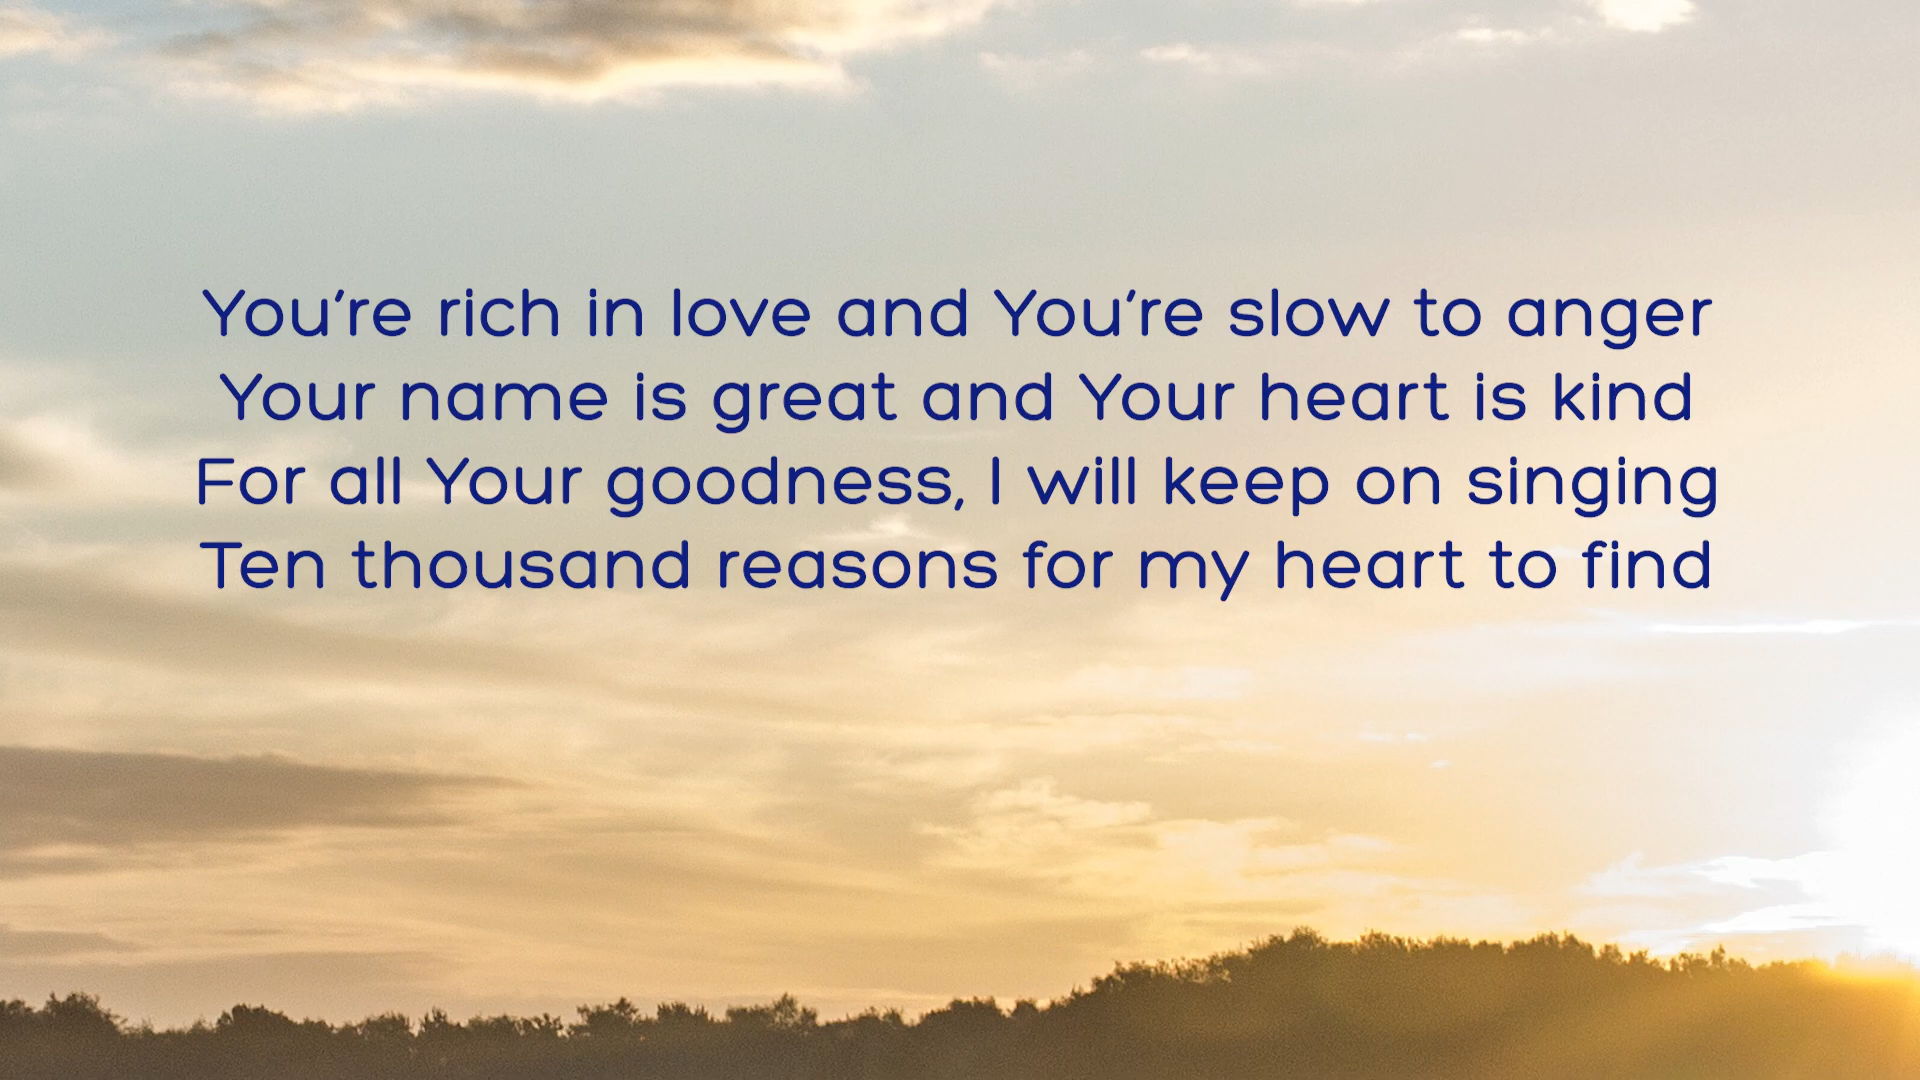 You’re rich in love and You’re slow to anger
Your name is great and Your heart is kind
For all Your goodness, I will keep on singing
Ten thousand reasons for my heart to find